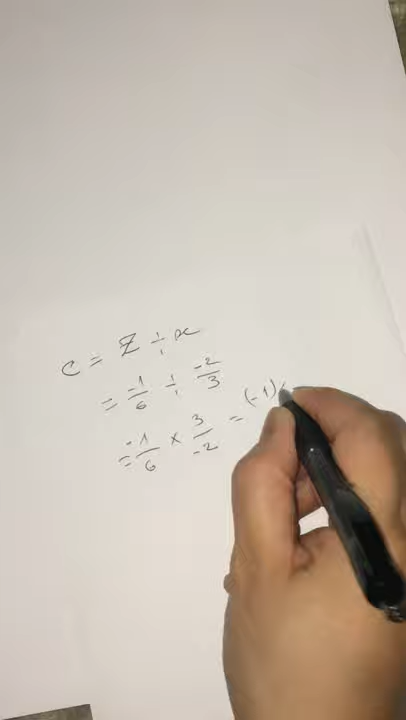 C = Z ÷ x
= -1/6 ÷ -2/3
= -1/6 × 3/-2 = (-1)